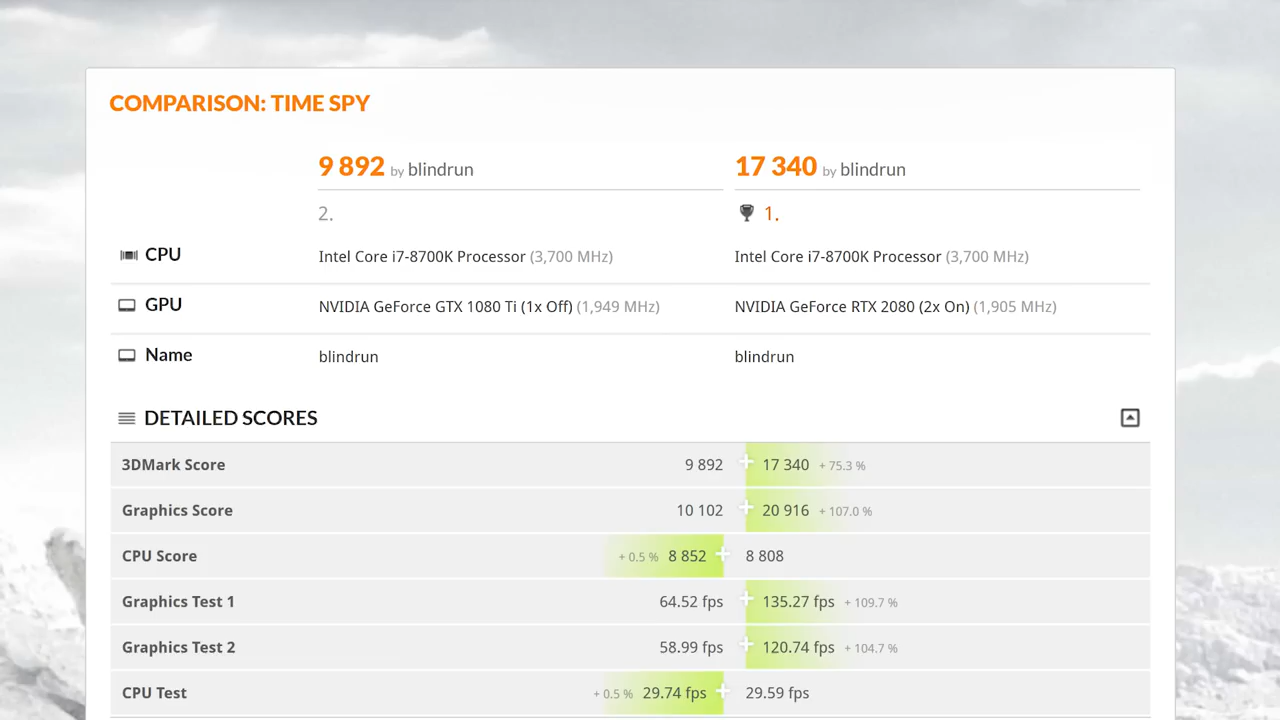 COMPARISON: TIME SPY
9 892 by blindrun 17 340 by blindrun
2. 1.
CPU Intel Core i7-8700K Processor (3,700 MHz) Intel Core i7-8700K Processor (3,700 MHz)
GPU NVIDIA GeForce GTX 1080 Ti (1x Off) (1,949 MHz) NVIDIA GeForce RTX 2080 (2x On) (1,905 MHz)
Name blindrun blindrun
DETAILED SCORES
3DMark Score 9 892 17 340 + 75.3 %
Graphics Score 10 102 20 916 + 107.0 %
CPU Score + 0.5 % 8 852 8 808
Graphics Test 1 64.52 fps 135.27 fps + 109.7 %
Graphics Test 2 58.99 fps 120.74 fps + 104.7 %
CPU Test + 0.5 % 29.74 fps 29.59 fps